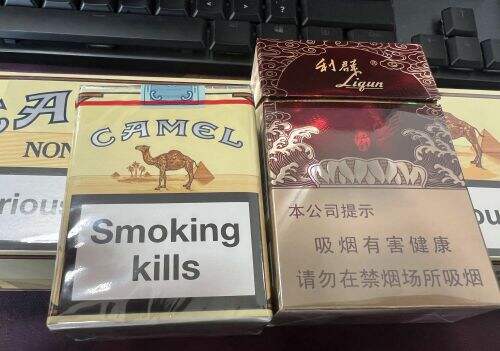 CAMEL
Smoking
kills
利群®
Liqun
本公司提示
吸烟有害健康
请勿在禁烟场所吸烟
CA
NON
rious